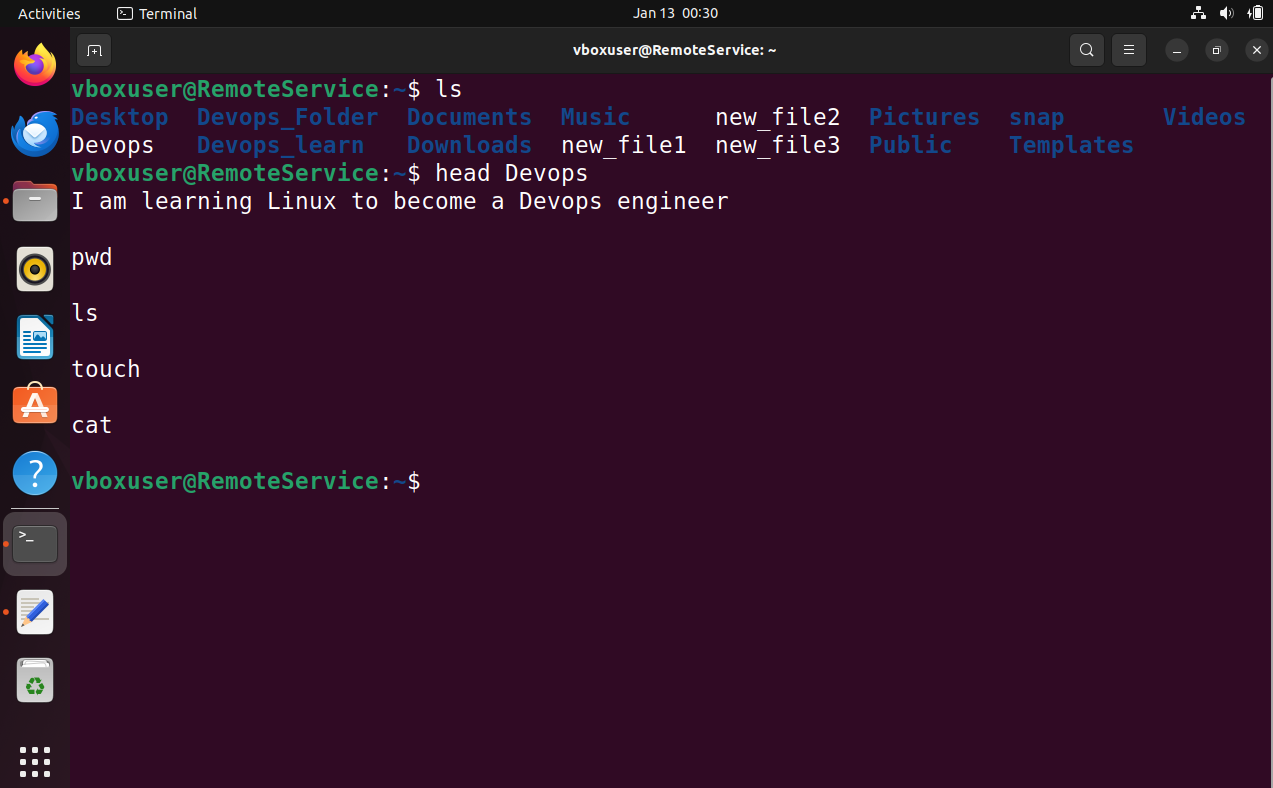 Activities Terminal Jan 13 00:30
vboxuser@RemoteService: ~
vboxuser@RemoteService:~$ ls
Desktop Devops_Folder Documents Music new_file2 Pictures snap Videos
Devops Devops_learn Downloads new_file1 new_file3 Public Templates
vboxuser@RemoteService:~$ head Devops
I am learning Linux to become a Devops engineer
pwd
ls
touch
cat
vboxuser@RemoteService:~$